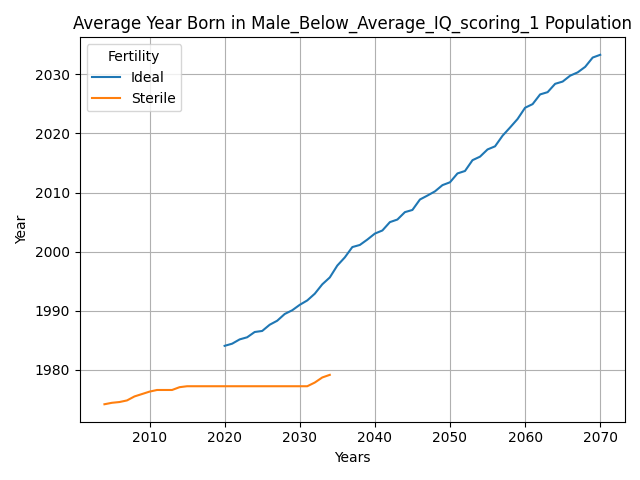 Average Year Born in Male_Below_Average_IQ_scoring_1 Population
Fertility
Ideal
Sterile
2030
2020
2010
2000
1990
1980
Year
2010 2020 2030 2040 2050 2060 2070
Years